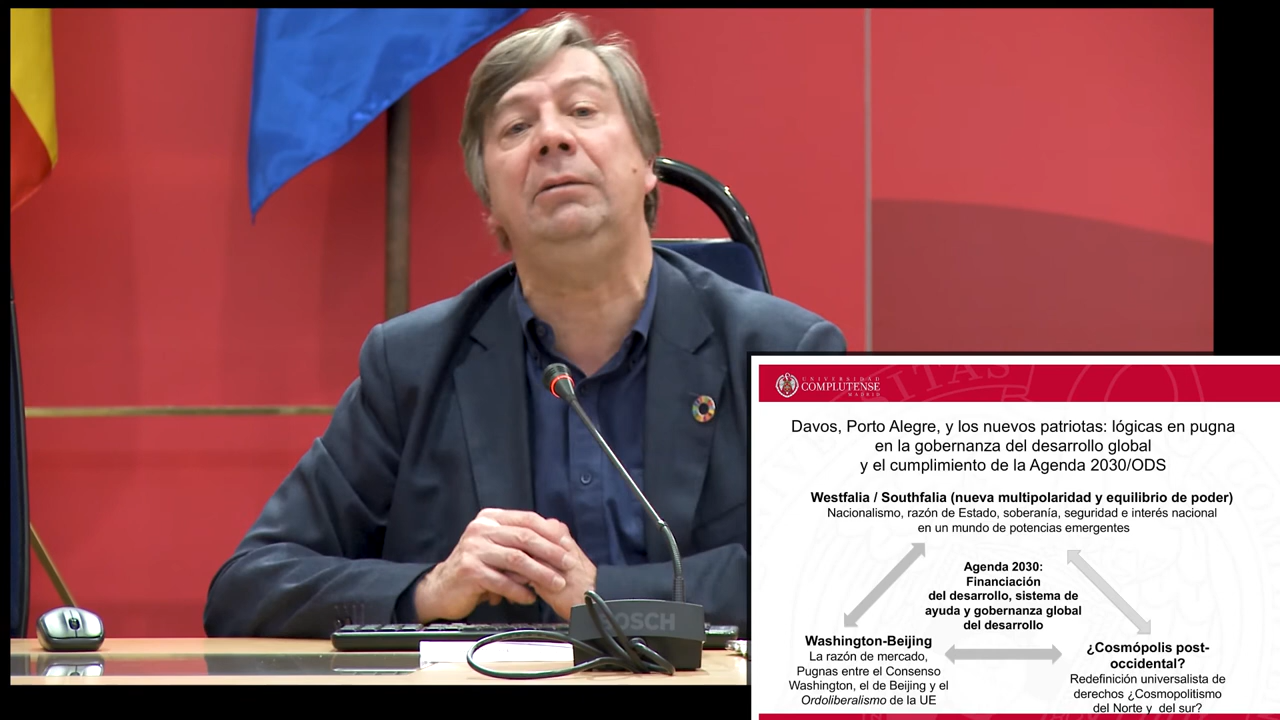 BOSCH
UNIVERSIDAD
COMPLUTENSE
MADRID
Davos, Porto Alegre, y los nuevos patriotas: lógicas en pugna
en la gobernanza del desarrollo global
y el cumplimiento de la Agenda 2030/ODS
Westfalia / Southfalia (nueva multipolaridad y equilibrio de poder)
Nacionalismo, razón de Estado, soberanía, seguridad e interés nacional
en un mundo de potencias emergentes
Agenda 2030:
Financiación
del desarrollo, sistema de
ayuda y gobernanza global
del desarrollo
Washington-Beijing
La razón de mercado,
Pugnas entre el Consenso
Washington, el de Beijing y el
Ordoliberalismo de la UE
¿Cosmópolis post-
occidental?
Redefinición universalista de
derechos ¿Cosmopolitismo
del Norte y del sur?